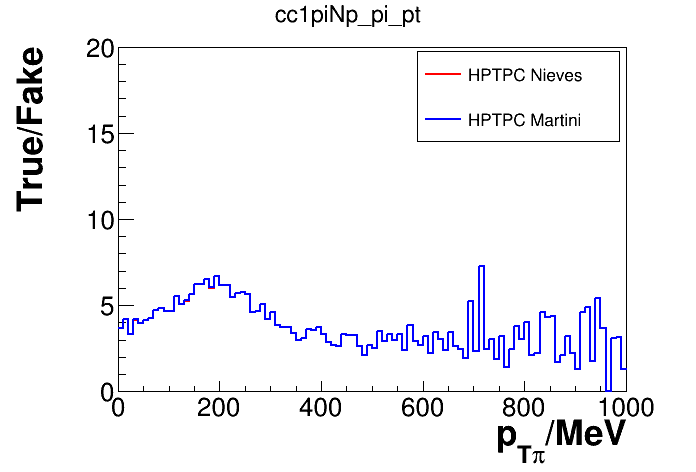 cc1piNp_pi_pt
True/Fake
20
15
10
5
0
HPTPC Nieves
HPTPC Martini
0 200 400 600 800 1000
pTπ/MeV